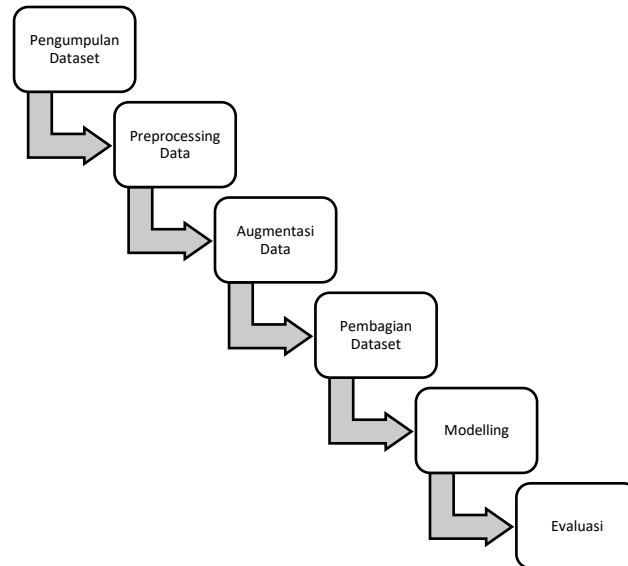 Pengumpulan
Dataset
Preprocessing
Data
Augmentasi
Data
Pembagian
Dataset
Modelling
Evaluasi